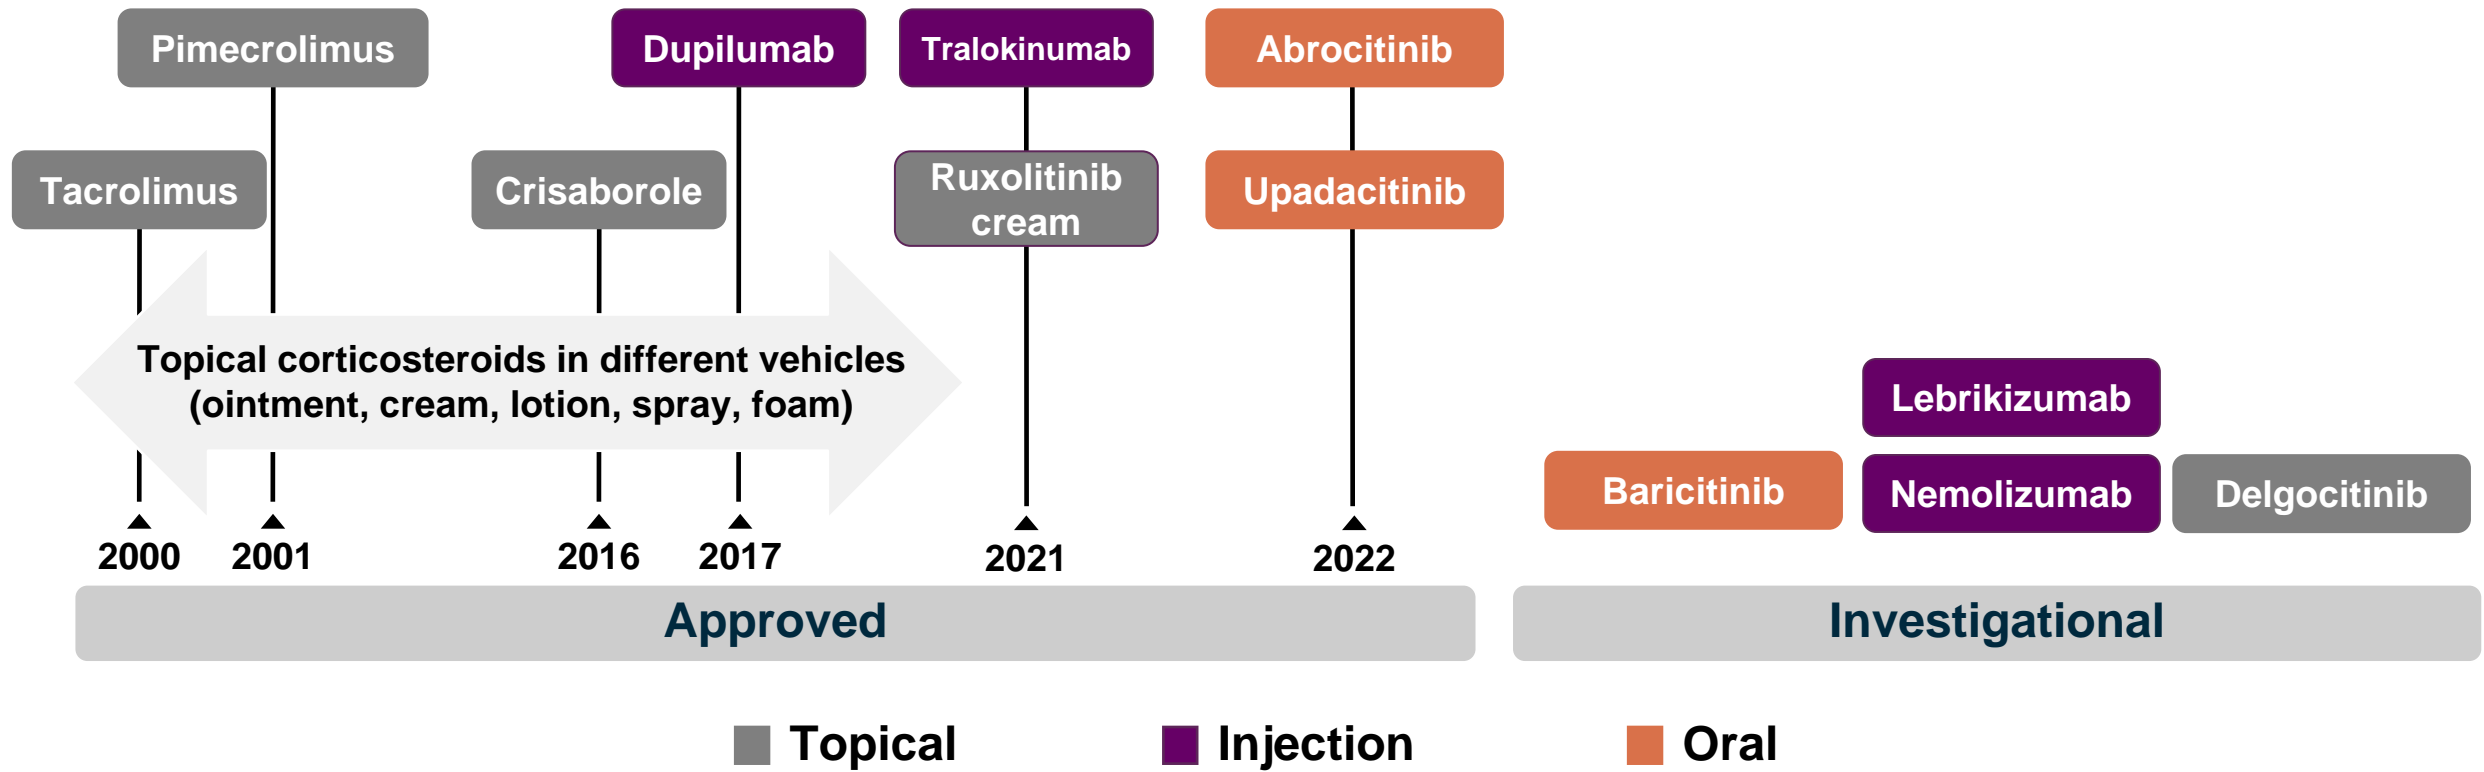 Pimecrolimus
Dupilumab
Tralokinumab
Abrocitinib
Tacrolimus
Crisaborole
Ruxolitinib
cream
Upadacitinib
Topical corticosteroids in different vehicles
(ointment, cream, lotion, spray, foam)
Lebrikizumab
Baricitinib
Nemolizumab
Delgocitinib
2000
2001
2016
2017
2021
2022
Approved
Investigational
Topical
Injection
Oral